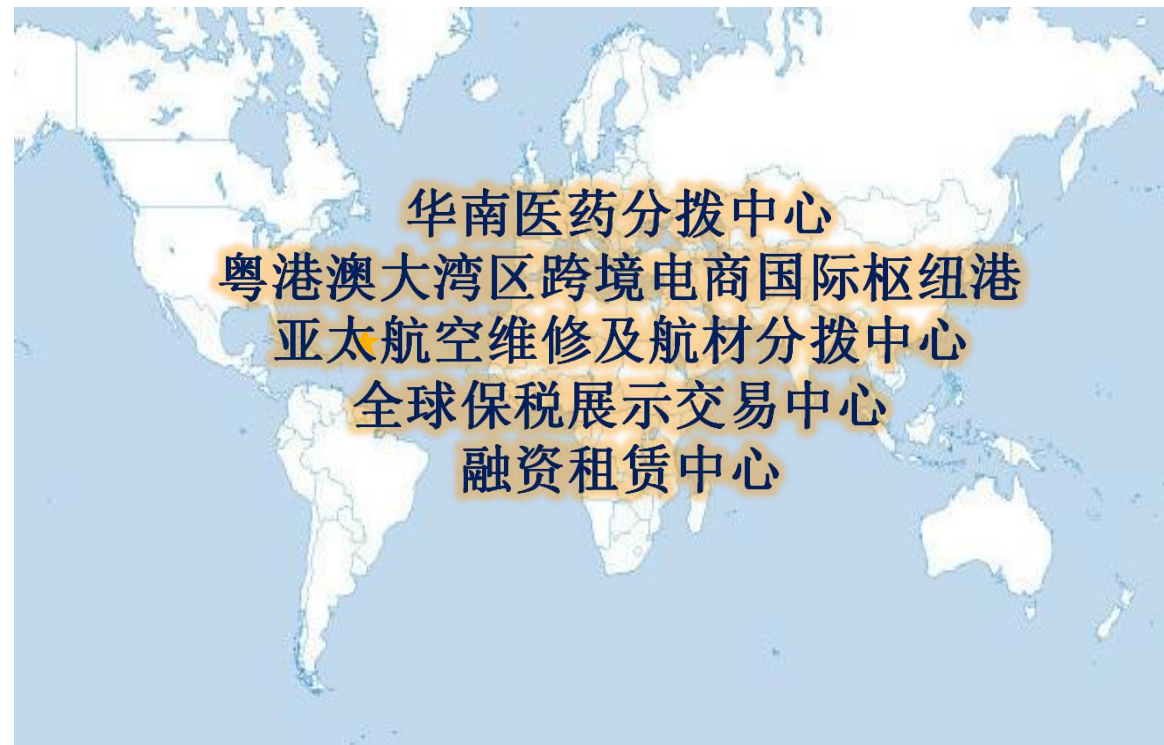 华南医药分拨中心
粤港澳大湾区跨境电商国际枢纽港
亚太航空维修及航材分拨中心
全球保税展示交易中心
融资租赁中心